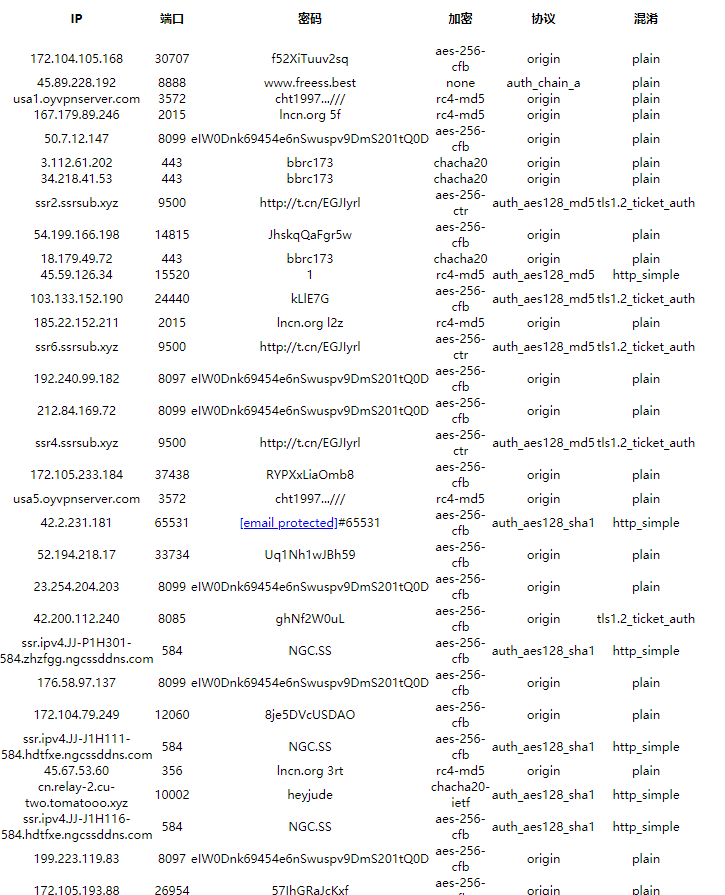 IP 端口 密码 加密 协议 混淆
172.104.105.168 30707 f52XiTuuv2sq aes-256-cfb origin plain
45.89.228.192 8888 www.freess.best none auth_chain_a plain
usa1.oyvpnserver.com 3572 cht1997.../// rc4-md5 origin plain
167.179.89.246 2015 lncn.org 5f rc4-md5 origin plain
50.7.12.147 8099 eIW0Dnk69454e6nSwuspv9DmS201tQ0D aes-256-cfb origin plain
3.112.61.202 443 bbrc173 chacha20 origin plain
34.218.41.53 443 bbrc173 chacha20 origin plain
ssr2.ssrsub.xyz 9500 http://t.cn/EGJIyrl aes-256-ctr auth_aes128_md5 tls1.2_ticket_auth
54.199.166.198 14815 JhskqQaFgr5w aes-256-cfb origin plain
18.179.49.72 443 bbrc173 chacha20 origin plain
45.59.126.34 15520 1 rc4-md5 auth_aes128_md5 http_simple
103.133.152.190 24440 kLlE7G aes-256-cfb auth_aes128_md5 tls1.2_ticket_auth
185.22.152.211 2015 lncn.org l2z rc4-md5 origin plain
ssr6.ssrsub.xyz 9500 http://t.cn/EGJIyrl aes-256-ctr auth_aes128_md5 tls1.2_ticket_auth
192.240.99.182 8097 eIW0Dnk69454e6nSwuspv9DmS201tQ0D aes-256-cfb origin plain
212.84.169.72 8099 eIW0Dnk69454e6nSwuspv9DmS201tQ0D aes-256-cfb origin plain
ssr4.ssrsub.xyz 9500 http://t.cn/EGJIyrl aes-256-ctr auth_aes128_md5 tls1.2_ticket_auth
172.105.233.184 37438 RYPXxLiaOmb8 aes-256-cfb origin plain
usa5.oyvpnserver.com 3572 cht1997.../// rc4-md5 origin plain
42.2.231.181 65531 [email protected]#65531 aes-256-cfb auth_aes128_sha1 http_simple
52.194.218.17 33734 Uq1Nh1wJBh59 aes-256-cfb origin plain
23.254.204.203 8099 eIW0Dnk69454e6nSwuspv9DmS201tQ0D aes-256-cfb origin plain
42.200.112.240 8085 ghNf2W0uL aes-256-cfb origin tls1.2_ticket_auth
ssr.ipv4.JJ-P1H301-584.zhzfgg.ngcssddns.com 584 NGC.SS aes-256-cfb auth_aes128_sha1 http_simple
176.58.97.137 8099 eIW0Dnk69454e6nSwuspv9DmS201tQ0D aes-256-cfb origin plain
172.104.79.249 12060 8je5DVcUSDAO aes-256-cfb origin plain
ssr.ipv4.JJ-J1H111-584.hdtfxe.ngcssddns.com 584 NGC.SS aes-256-cfb auth_aes128_sha1 http_simple
45.67.53.60 356 lncn.org 3rt rc4-md5 origin plain
cn.relay-2.cu-two.tomatooo.xyz 10002 heyjude chacha20-ietf auth_aes128_sha1 http_simple
ssr.ipv4.JJ-J1H116-584.hdtfxe.ngcssddns.com 584 NGC.SS aes-256-cfb auth_aes128_sha1 http_simple
199.223.119.83 8097 eIW0Dnk69454e6nSwuspv9DmS201tQ0D aes-256-cfb origin plain
172.105.193.88 26954 57IhGRaJcKxf aes-256- origin plain